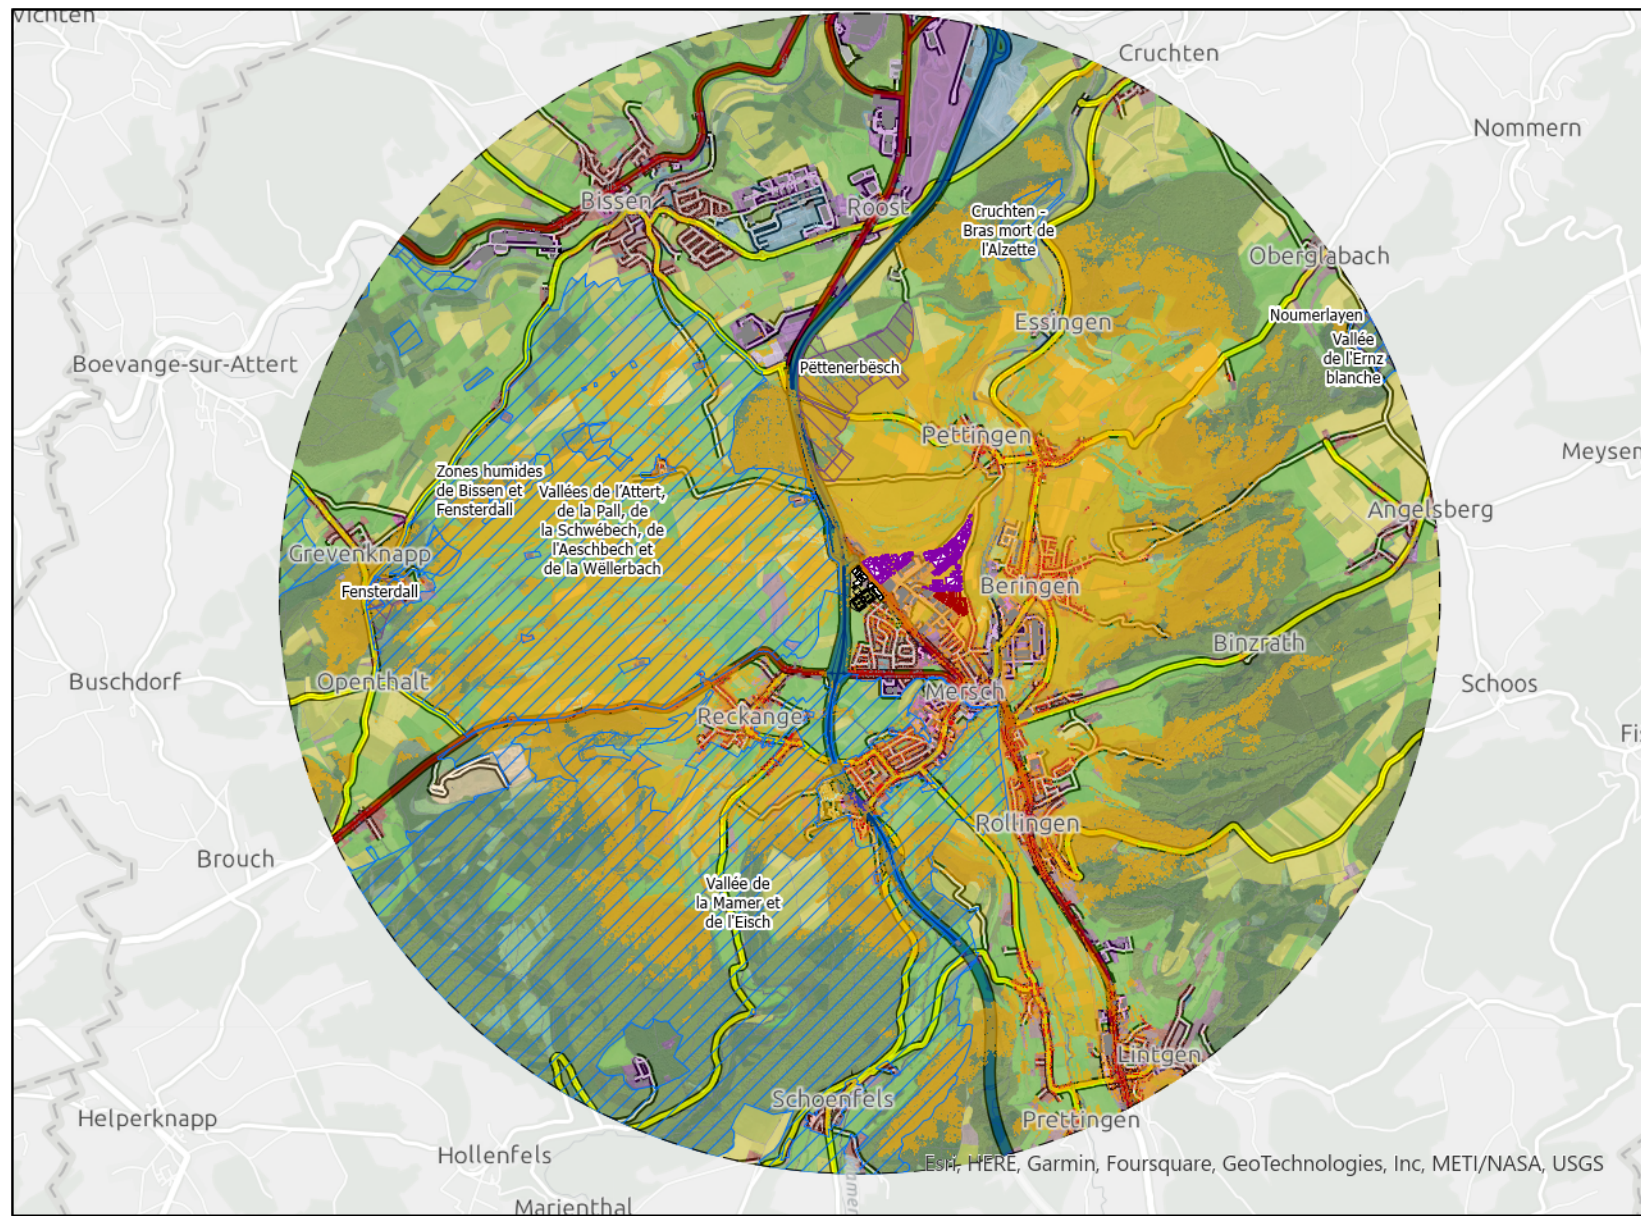 Vichten
Cruchten
Nommern
Bissen
Roost
Cruchten -
Bras mort de
l'Alzette
Oberglabach
Noumerlayen
Essingen
Vallée
de l'Ernz
blanche
Boevange-sur-Attert
Pëttenerbësch
Pettingen
Meysem
Zones humides
de Bissen et
Fensterdall
Vallées de l'Attert,
de la Pall, de
la Schwébech, de
l'Aeschbech et
de la Wëllerbach
Angelsberg
Grevenknapp
Fensterdall
Beringen
Binzrath
Buschdorf
Openthalt
Schoos
Mersch
Reckange
Fis
Rollingen
Brouch
Vallée de
la Mamer et
de l'Eisch
Lintgen
Schoenfels
Helperknapp
Prettingen
Hollenfels
Esri, HERE, Garmin, Foursquare, GeoTechnologies, Inc, METI/NASA, USGS
Marienthal